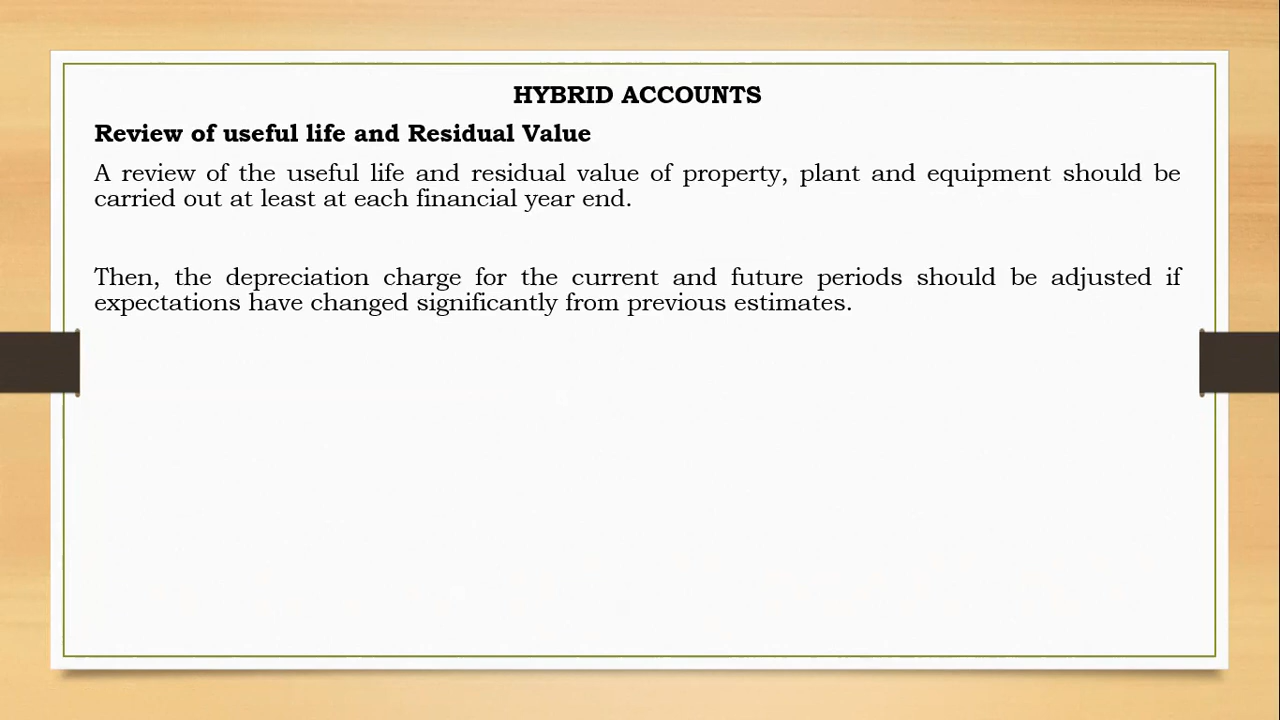 HYBRID ACCOUNTS
Review of useful life and Residual Value
A review of the useful life and residual value of property, plant and equipment should be
carried out at least at each financial year end.
Then, the depreciation charge for the current and future periods should be adjusted if
expectations have changed significantly from previous estimates.